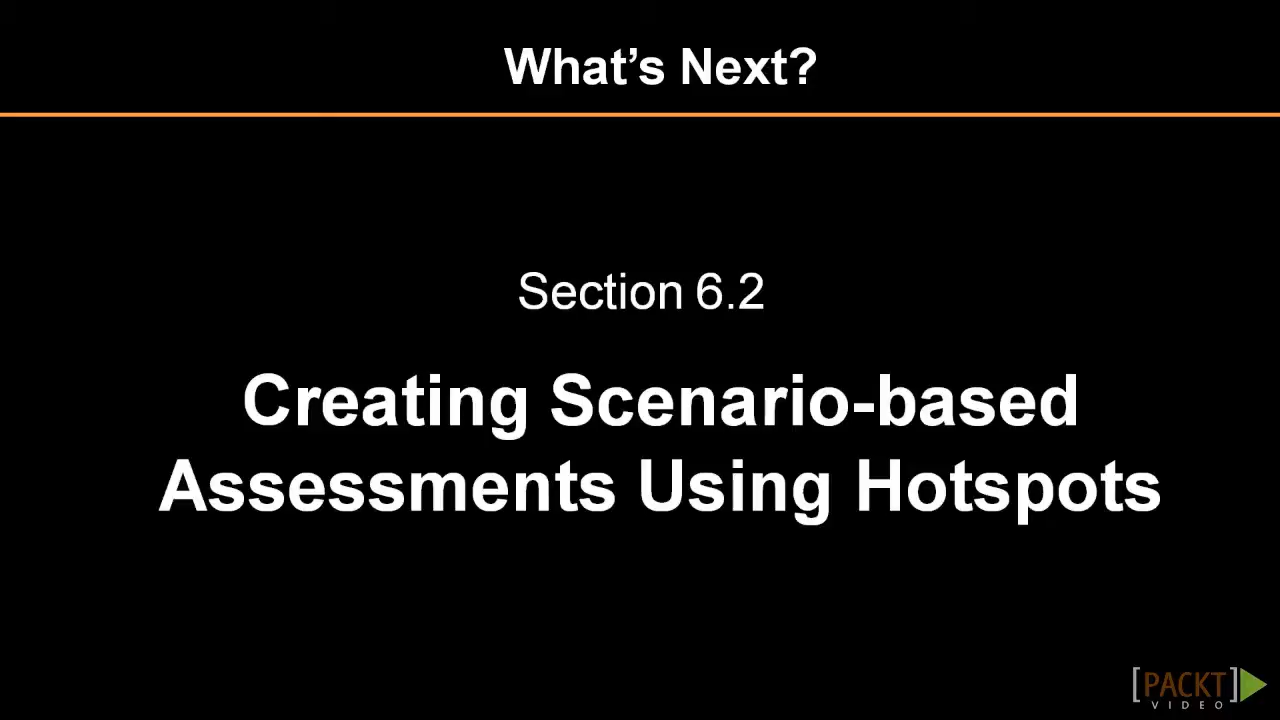 What’s Next?
Section 6.2
Creating Scenario-based
Assessments Using Hotspots
[PACKT]
VIDEO